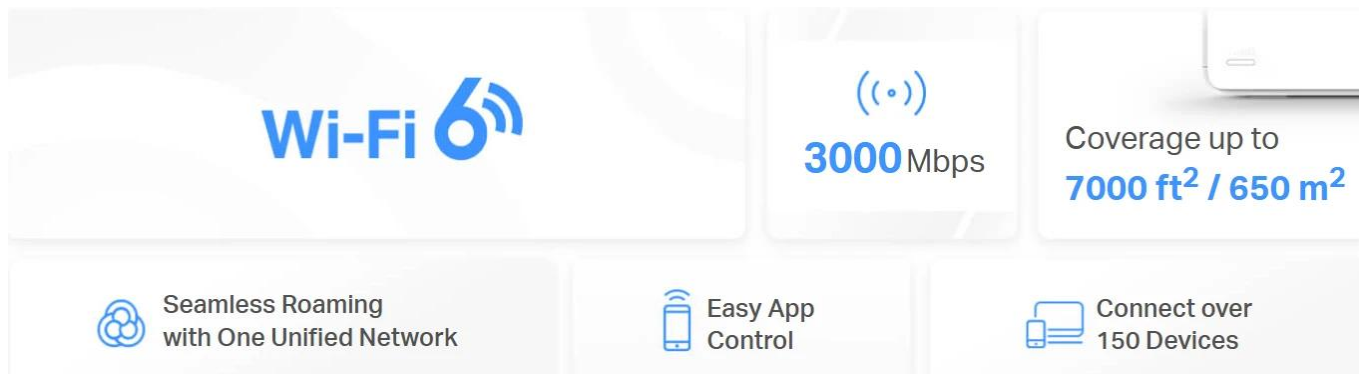 Wi-Fi 6
3000 Mbps
Coverage up to
7000 ft² / 650 m²
Seamless Roaming
with One Unified Network
Easy App
Control
Connect over
150 Devices